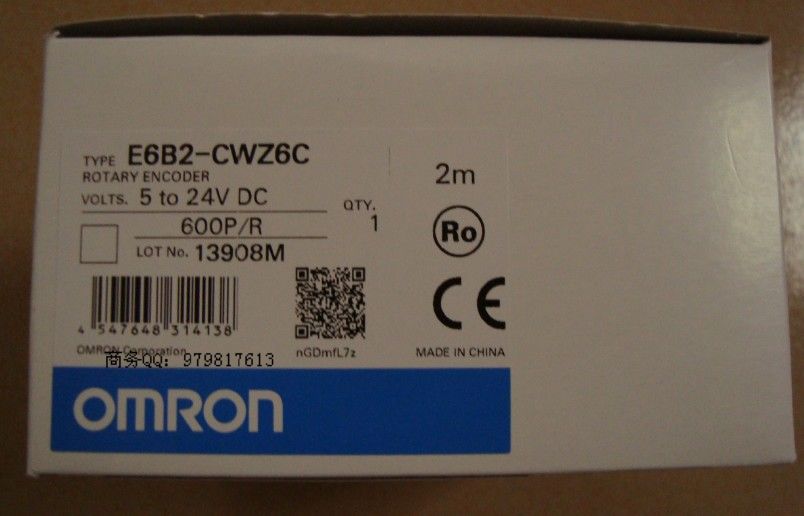 TYPE E6B2-CWZ6C
ROTARY ENCODER
VOLTS. 5 to 24V DC
600P/R
LOT No. 13908M
QTY.
1
2m
Ro
CE
4 547648 314138
nGDmfL7z
MADE IN CHINA
OMRON Corporation
商务QQ: 979817613
OMRON